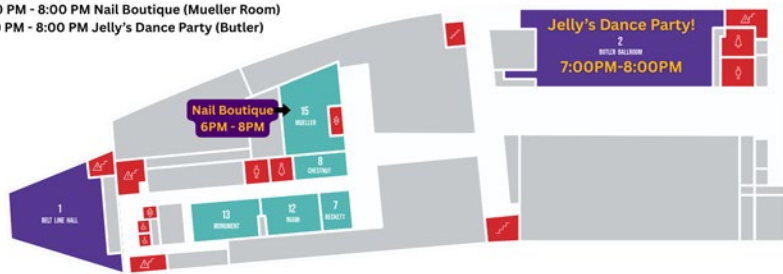 0 PM - 8:00 PM Nail Boutique (Mueller Room)
0 PM - 8:00 PM Jelly's Dance Party (Butler)
Jelly's Dance Party!
2
BUTLER BALLROOM
7:00PM-8:00PM
Nail Boutique
6PM - 8PM
15
MUELLER
8
CHESTNUT
1
BELT LINE HALL
13
MONUMENT
12
7
BECKETT